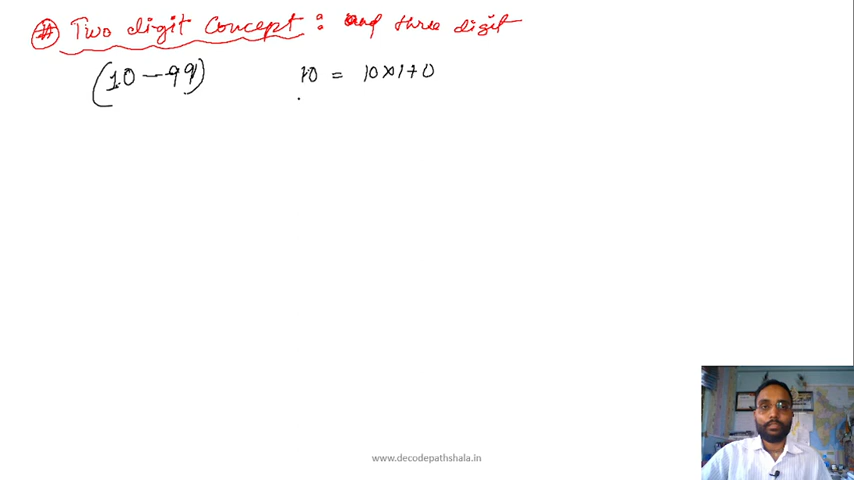 # Two digit Concept : and three digit
(10 — 99) 10 = 10×1+0
www.decodepathshala.in